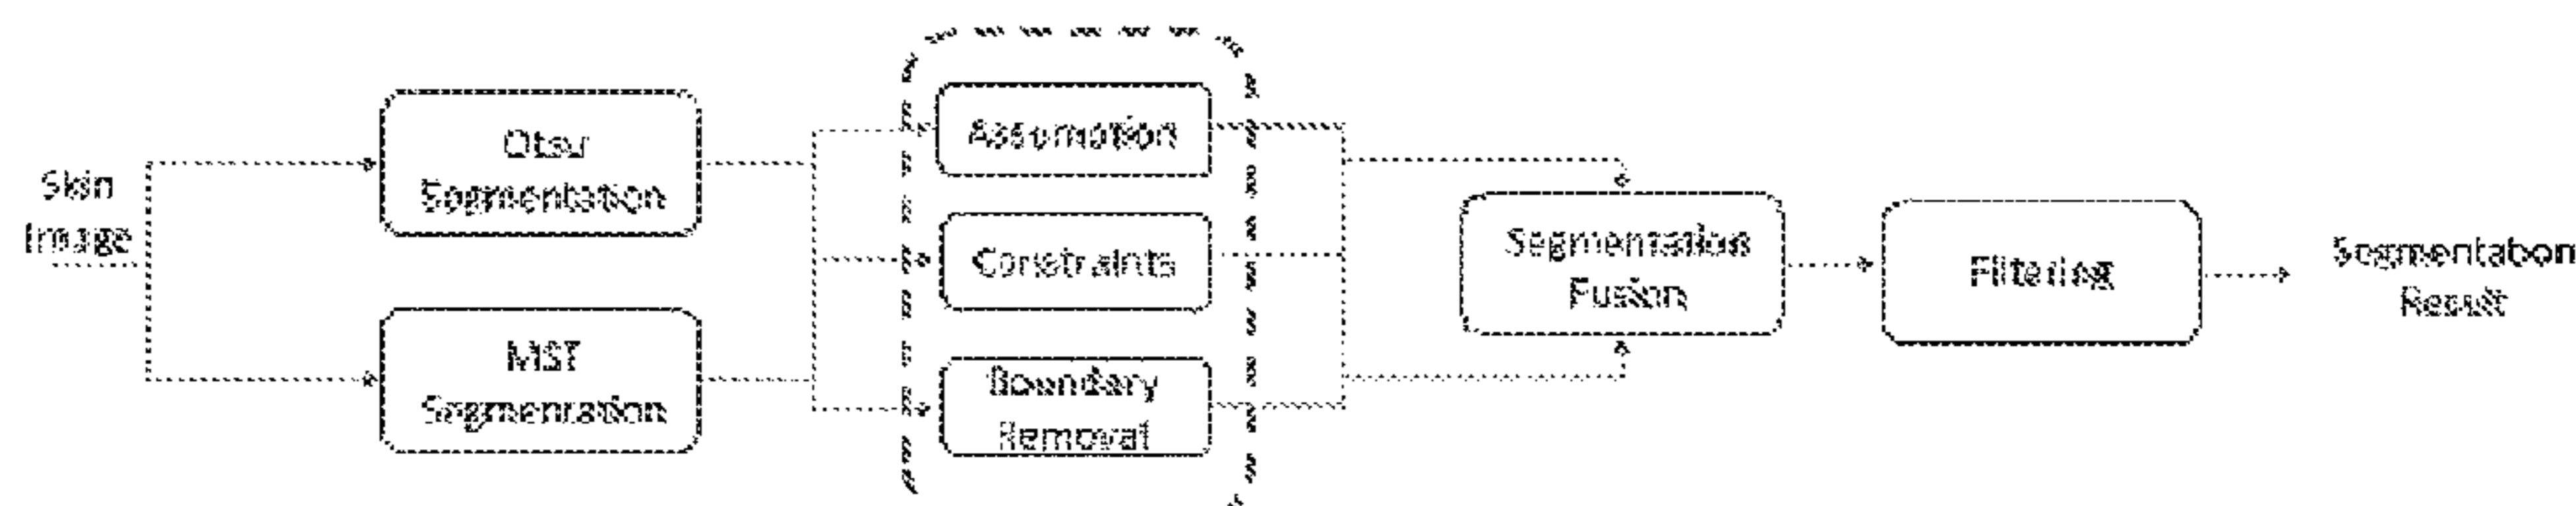 Skin
Image
Otsu
Segmentation
MST
Segmentation
Assumption
Constraints
Boundary
Removal
Segmentation
Fusion
Filtering
Segmentation
Result